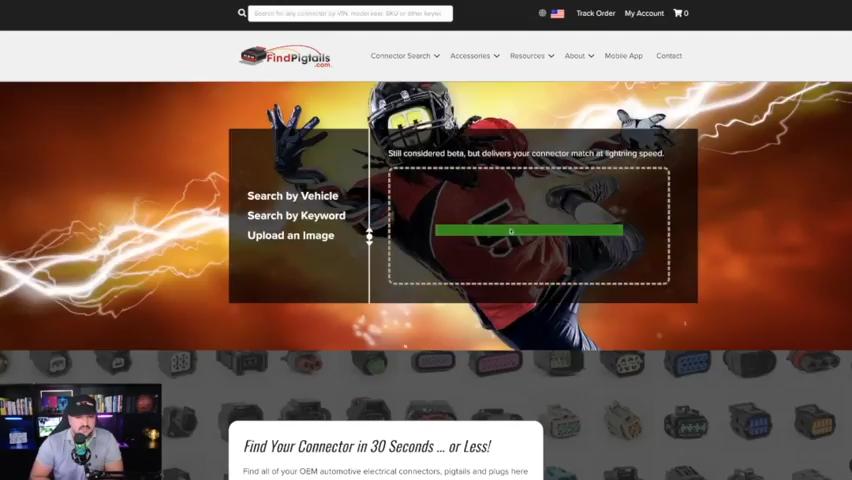 Search for any connector by VIN, make/model, SKU or other keyword
Track Order
My Account
0
FindPigtails
.com
Connector Search
Accessories
Resources
About
Mobile App
Contact
Still considered beta, but delivers your connector match at lightning speed.
Search by Vehicle
Search by Keyword
Upload an Image
Find Your Connector in 30 Seconds ... or Less!
Find all of your OEM automotive electrical connectors, pigtails and plugs here